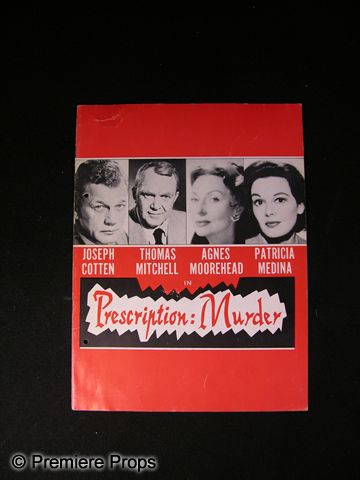 JOSEPH COTTEN
THOMAS MITCHELL
AGNES MOOREHEAD
PATRICIA MEDINA
IN
Prescription: Murder
© Premiere Props